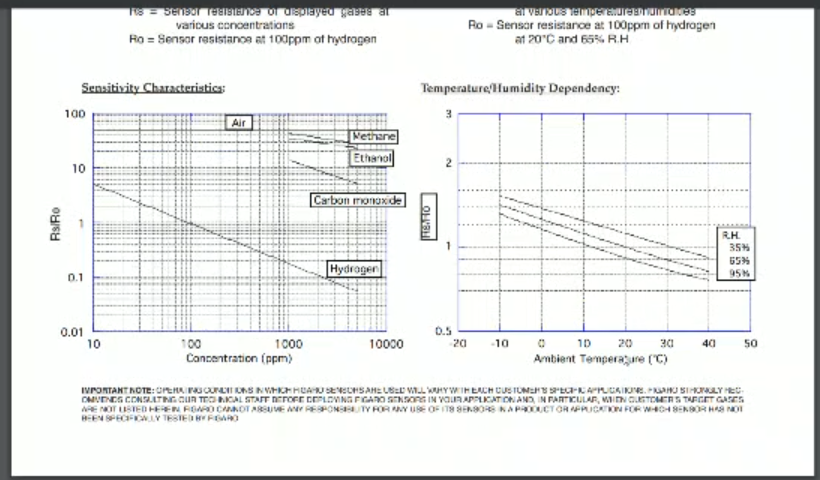 Rs = Sensor resistance of displayed gases at
various concentrations
Ro = Sensor resistance at 100ppm of hydrogen
at various temperatures/humidities
Ro = Sensor resistance at 100ppm of hydrogen
at 20°C and 65% R.H
Sensitivity Characteristics:
100
10
1
0.1
0.01
Rs/Ro
Air
Methane
Ethanol
Carbon monoxide
Hydrogen
10 100 1000 10000
Concentration (ppm)
Temperature/Humidity Dependency:
3
2
1
0.5
Rs/Ro
R.H.
35%
65%
95%
-20 -10 0 10 20 30 40 50
Ambient Temperature (°C)
IMPORTANT NOTE: OPERATING CONDITIONS IN WHICH FIGARO SENSORS ARE USED WILL VARY WITH EACH CUSTOMER'S SPECIFIC APPLICATIONS. FIGARO STRONGLY REC-
OMMENDS CONSULTING OUR TECHNICAL STAFF BEFORE DEPLOYING FIGARO SENSORS IN YOUR APPLICATION AND, IN PARTICULAR, WHEN CUSTOMER'S TARGET GASES
ARE NOT LISTED HEREIN. FIGARO CANNOT ASSUME ANY RESPONSIBILITY FOR ANY USE OF ITS SENSORS IN A PRODUCT OR APPLICATION FOR WHICH SENSOR HAS NOT
BEEN SPECIFICALLY TESTED BY FIGARO